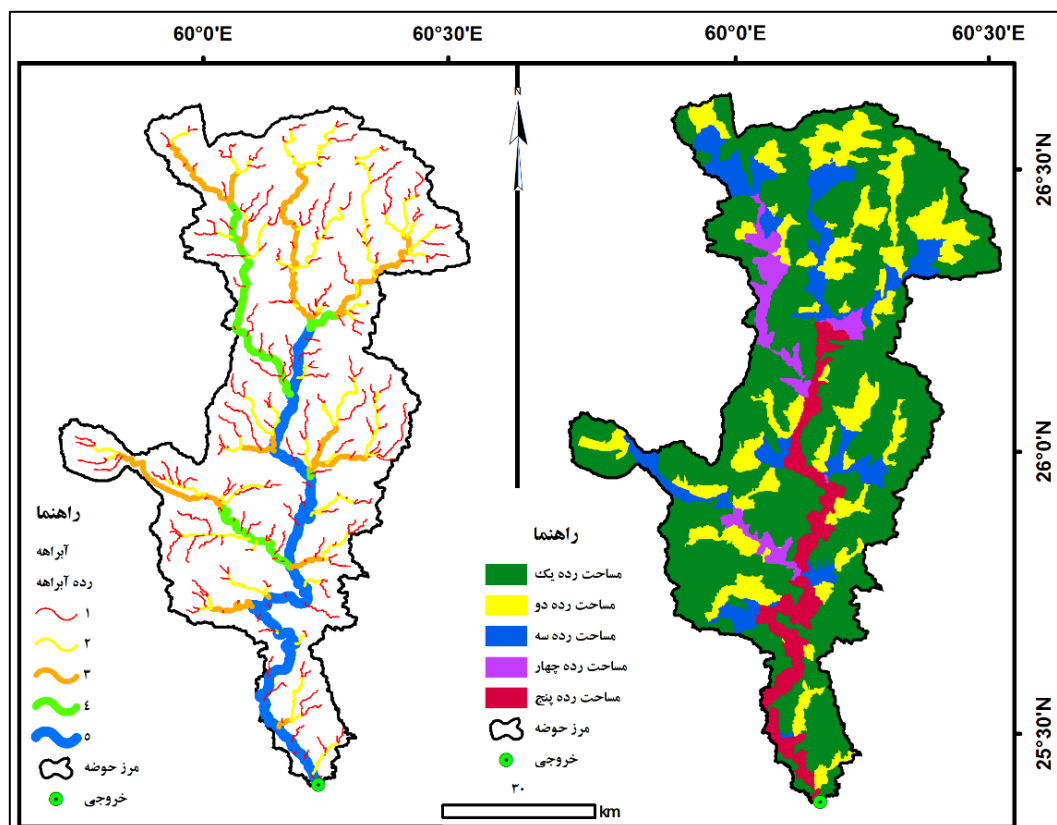 60°0'E
60°30'E
60°0'E
60°30'E
N
26°30'N
26°0'N
25°30'N
راهنما
آبراهه
رده آبراهه
۱
۲
۳
٤
۵
مرز حوضه
خروجی
راهنما
مساحت رده یک
مساحت رده دو
مساحت رده سه
مساحت رده چهار
مساحت رده پنج
مرز حوضه
خروجی
۳۰
km